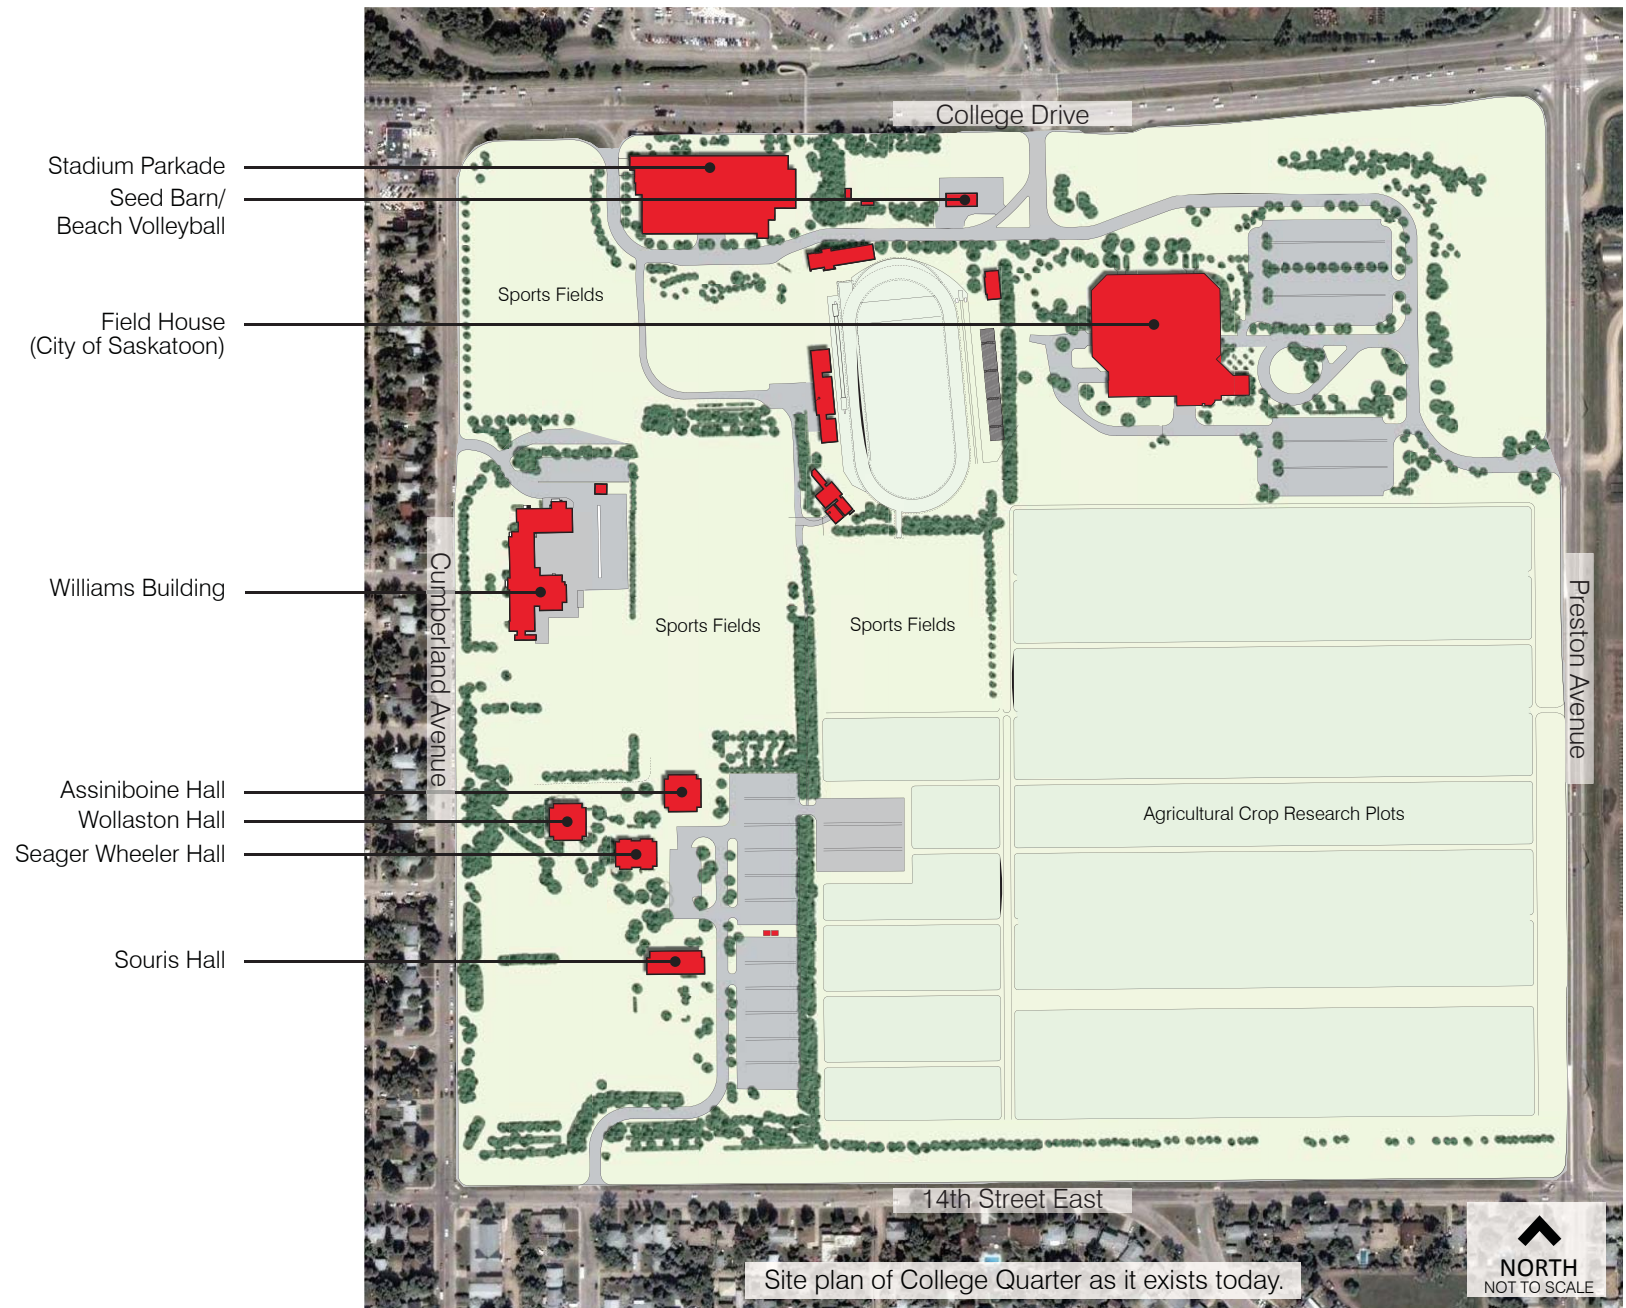 College Drive
Stadium Parkade
Seed Barn/
Beach Volleyball
Sports Fields
Field House
(City of Saskatoon)
Williams Building
Cumberland Avenue
Preston Avenue
Sports Fields
Sports Fields
Assiniboine Hall
Wollaston Hall
Seager Wheeler Hall
Agricultural Crop Research Plots
Souris Hall
14th Street East
Site plan of College Quarter as it exists today.
NORTH
NOT TO SCALE